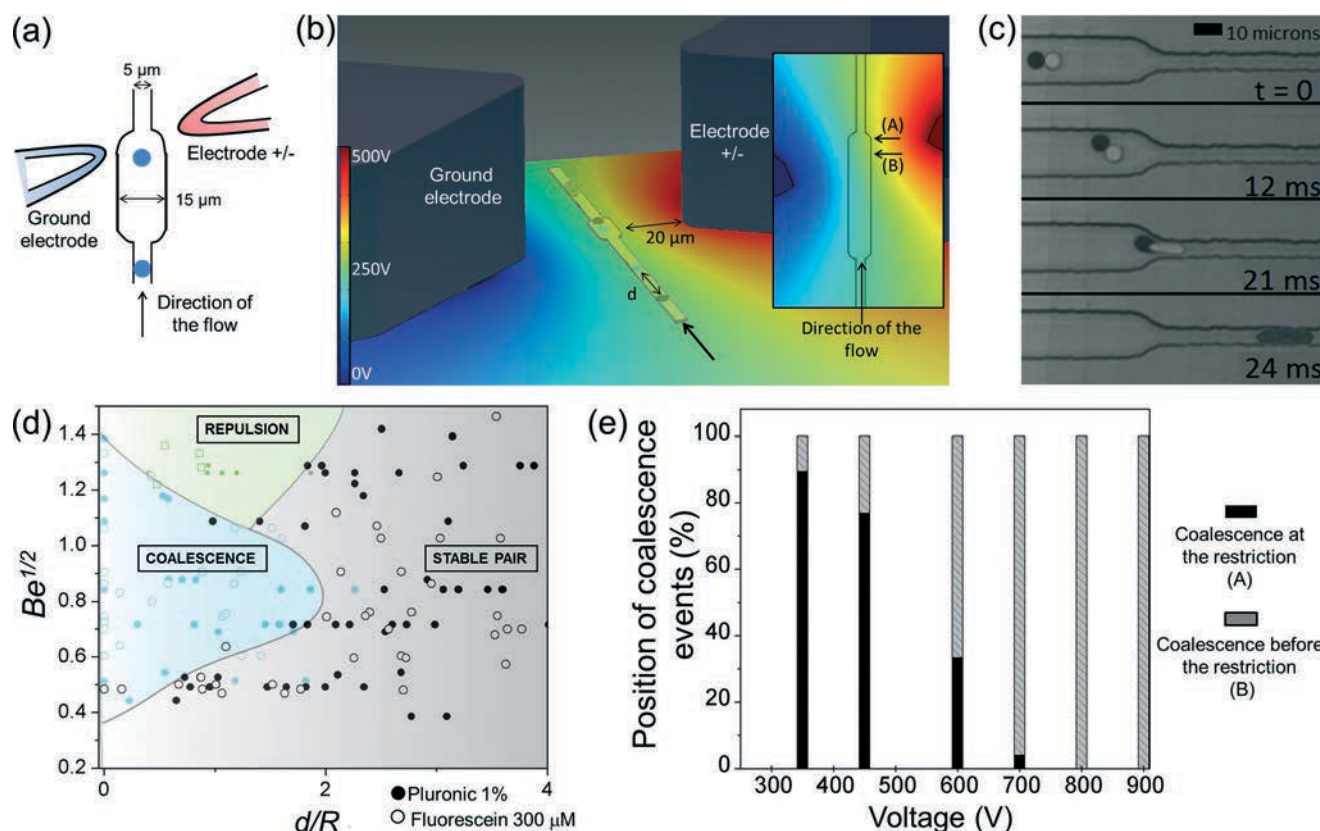 (a)
5 µm
Electrode +/-
15 µm
Ground
electrode
Direction of
the flow
(b)
500V
250V
0V
Ground
electrode
Electrode
+/-
20 µm
d
(A)
(B)
Direction of the
flow
(c)
10 microns
t = 0
12 ms
21 ms
24 ms
(d)
REPULSION
COALESCENCE
STABLE PAIR
Be1/2
1.4
1.2
1.0
0.8
0.6
0.4
0.2
0
2
4
d/R
Pluronic 1%
Fluorescein 300 µM
(e)
Position of coalescence
events (%)
100
80
60
40
20
0
300 400 500 600 700 800 900
Voltage (V)
Coalescence at
the restriction
(A)
Coalescence before
the restriction
(B)